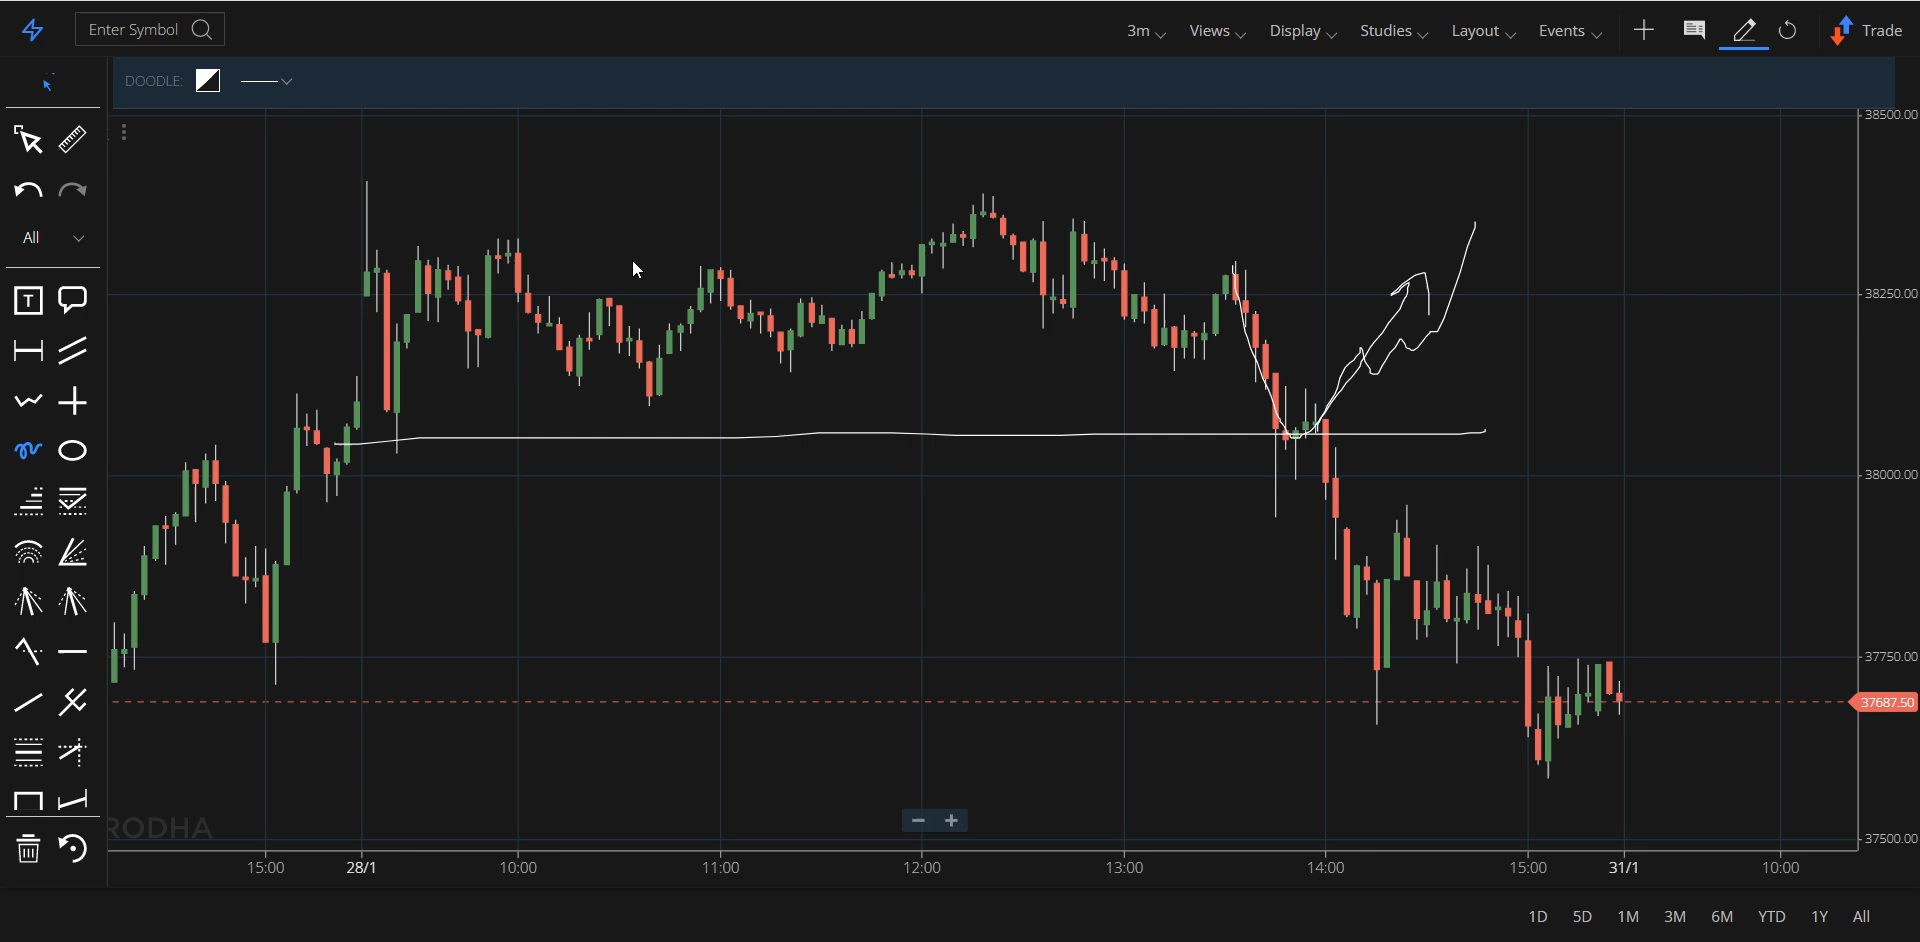 Enter Symbol
3m Views Display Studies Layout Events Trade
DOODLE:
All
T
38500.00
38250.00
38000.00
37750.00
37687.50
37500.00
RODHA
15:00 28/1 10:00 11:00 12:00 13:00 14:00 15:00 31/1 10:00
1D 5D 1M 3M 6M YTD 1Y All